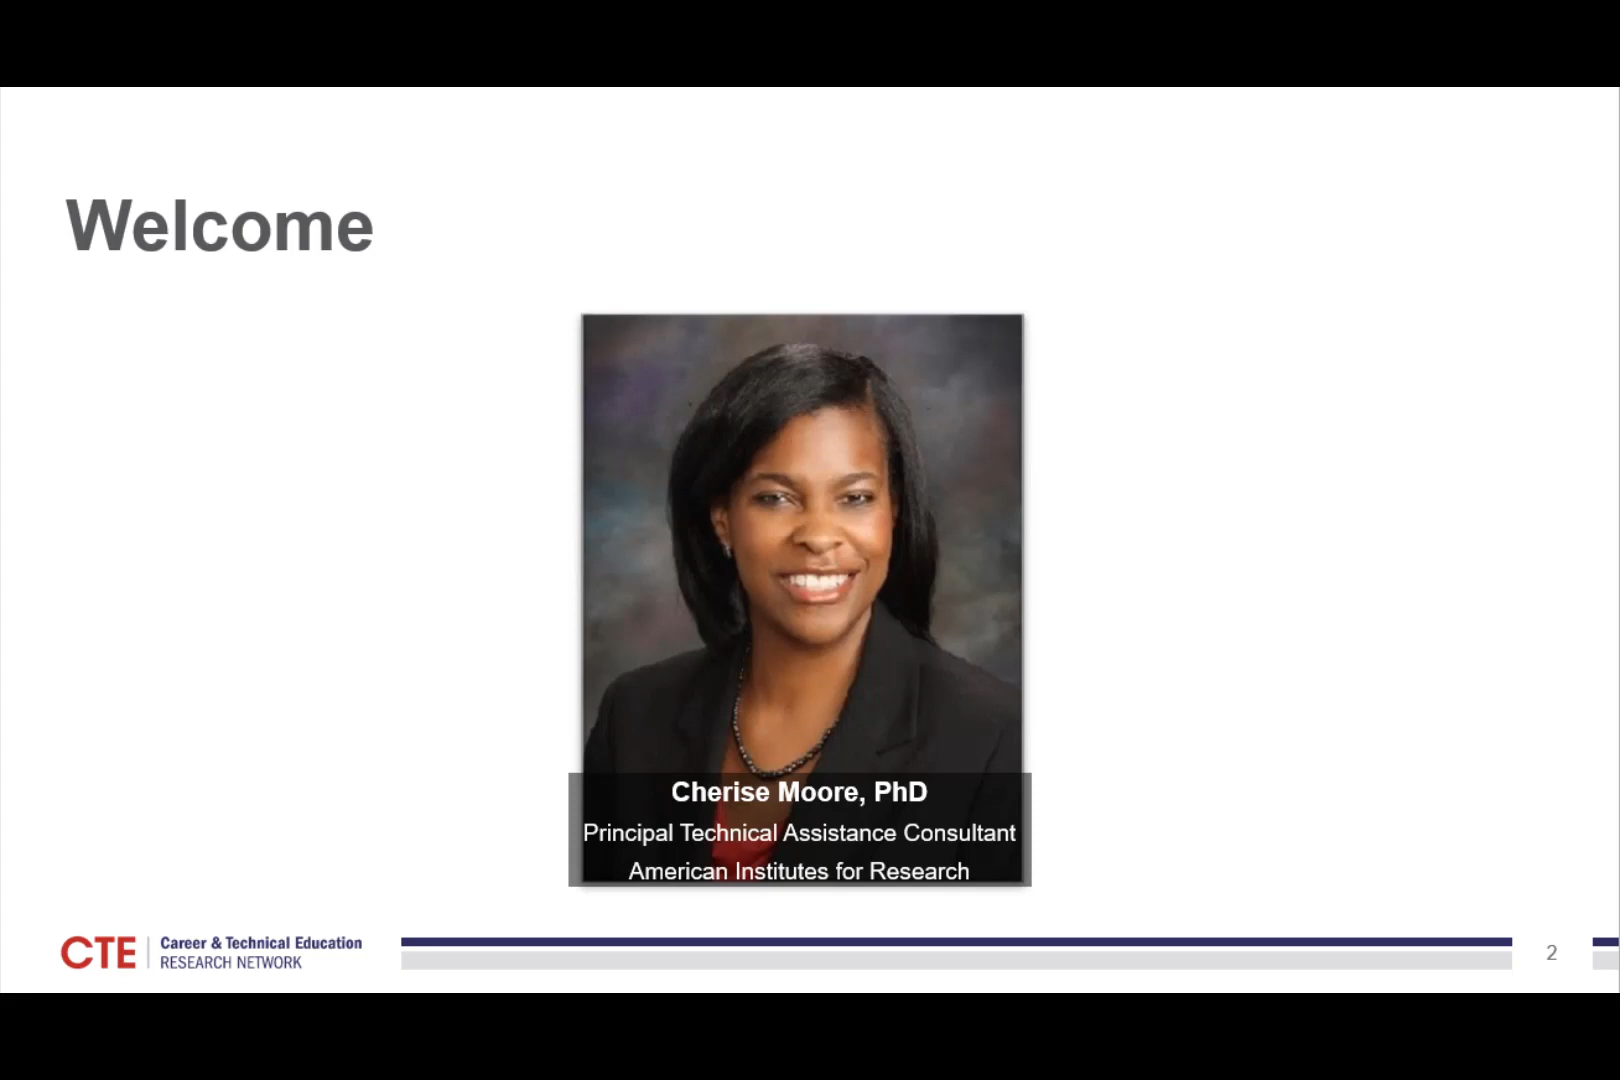 Welcome
Cherise Moore, PhD
Principal Technical Assistance Consultant
American Institutes for Research
CTE
Career & Technical Education
RESEARCH NETWORK
2